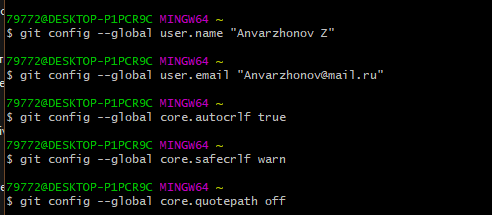 79772@DESKTOP-P1PCR9C MINGW64 ~
$ git config --global user.name "Anvarzhonov Z"
79772@DESKTOP-P1PCR9C MINGW64 ~
$ git config --global user.email "Anvarzhonov@mail.ru"
79772@DESKTOP-P1PCR9C MINGW64 ~
$ git config --global core.autocrlf true
79772@DESKTOP-P1PCR9C MINGW64 ~
$ git config --global core.safecrlf warn
79772@DESKTOP-P1PCR9C MINGW64 ~
$ git config --global core.quotepath off